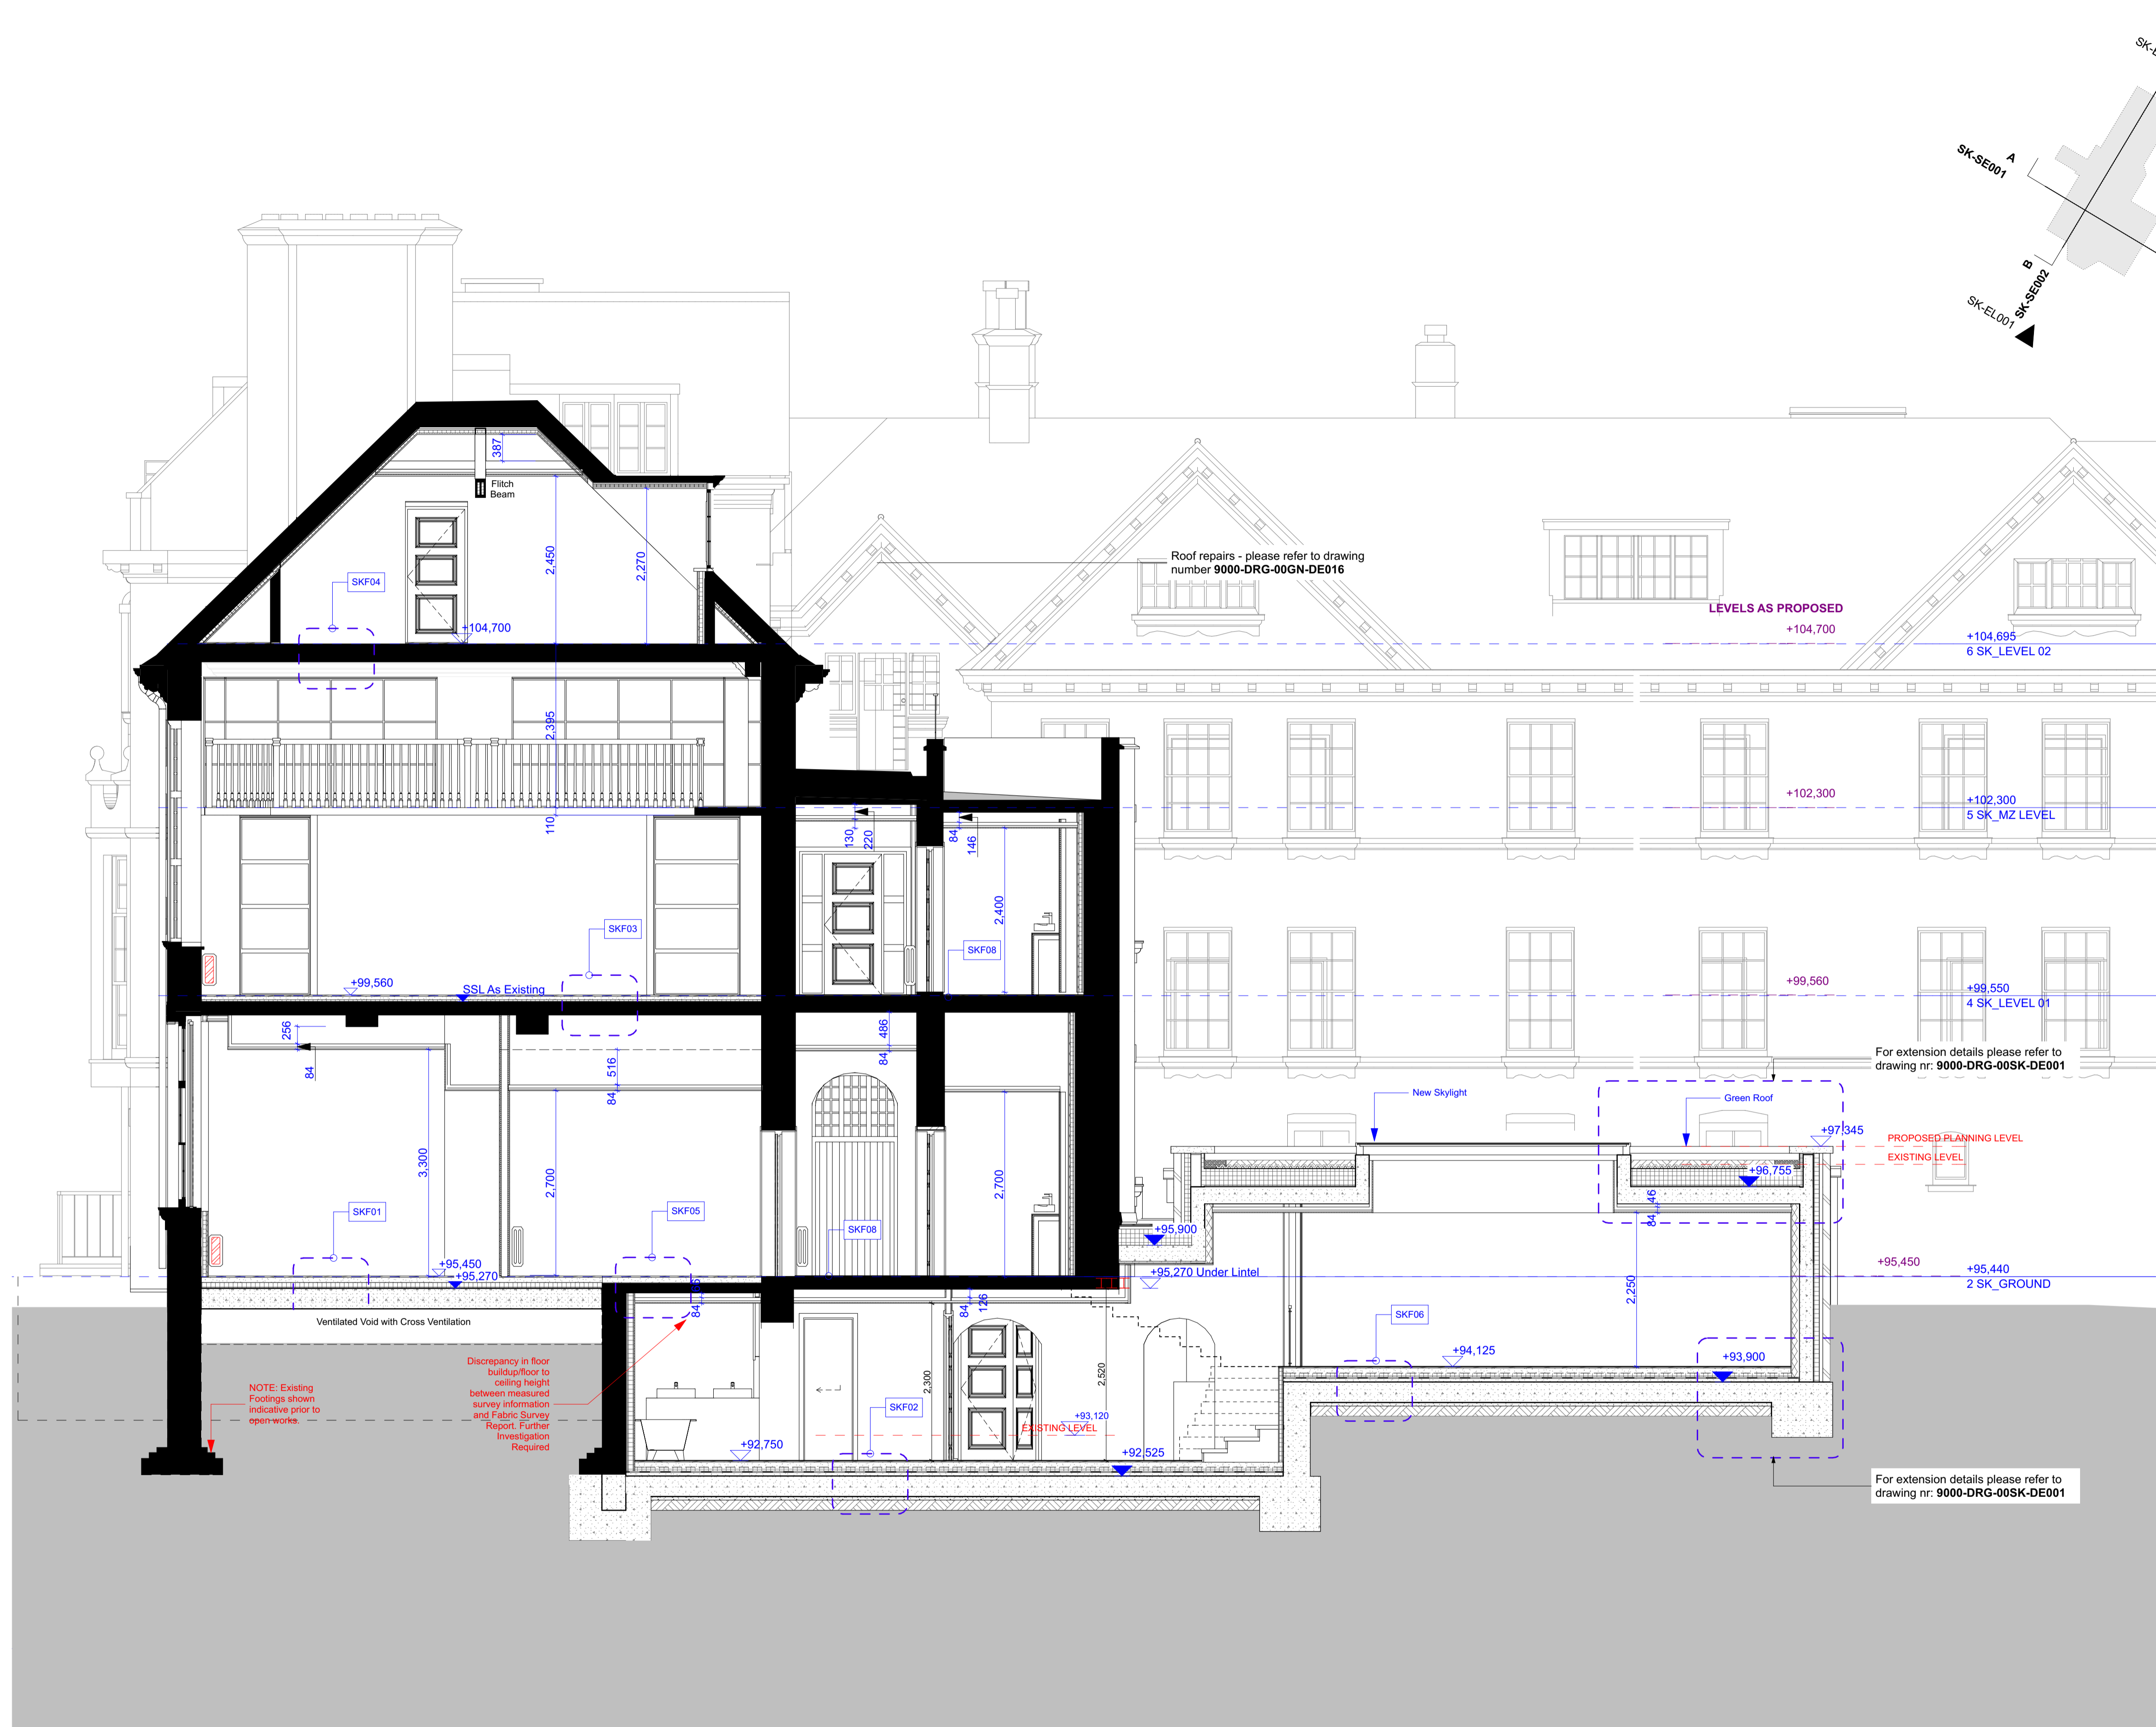 A
SK-SE001
B
SK-SE002
SK-EL001
387
Flitch
Beam
2,450
2,270
SKF04
+104,700
Roof repairs - please refer to drawing
number 9000-DRG-00GN-DE016
LEVELS AS PROPOSED
+104,700
+104,695
6 SK_LEVEL 02
2,395
110
130
220
84
146
+102,300
+102,300
5 SK_MZ LEVEL
2,400
SKF03
SKF08
+99,560
SSL As Existing
+99,560
+99,550
4 SK_LEVEL 01
256
84
516
84
486
84
For extension details please refer to
drawing nr: 9000-DRG-00SK-DE001
New Skylight
Green Roof
+97,345
PROPOSED PLANNING LEVEL
EXISTING LEVEL
+96,755
3,300
2,700
2,700
84
46
SKF01
SKF05
SKF08
+95,900
+95,450
+95,270
+95,270 Under Lintel
+95,450
+95,440
2 SK_GROUND
84
84
126
2,250
Ventilated Void with Cross Ventilation
SKF06
+94,125
+93,900
Discrepancy in floor
buildup/floor to
ceiling height
between measured
survey information
and Fabric Survey
Report. Further
Investigation
Required
NOTE: Existing
Footings shown
indicative prior to
open works.
2,300
2,520
SKF02
+93,120
EXISTING LEVEL
+92,750
+92,525
For extension details please refer to
drawing nr: 9000-DRG-00SK-DE001